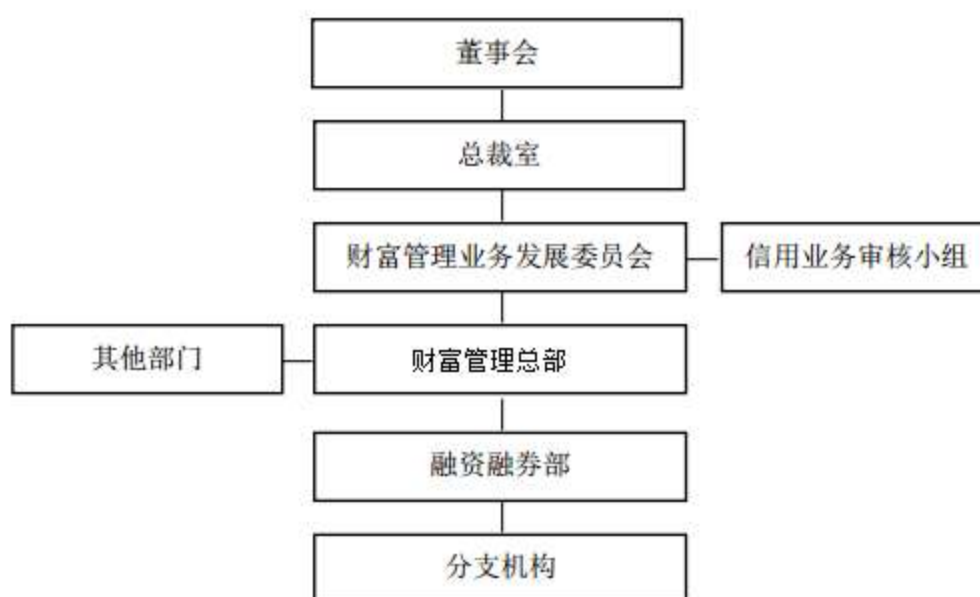 董事会
总裁室
财富管理业务发展委员会
信用业务审核小组
其他部门
财富管理总部
融资融券部
分支机构